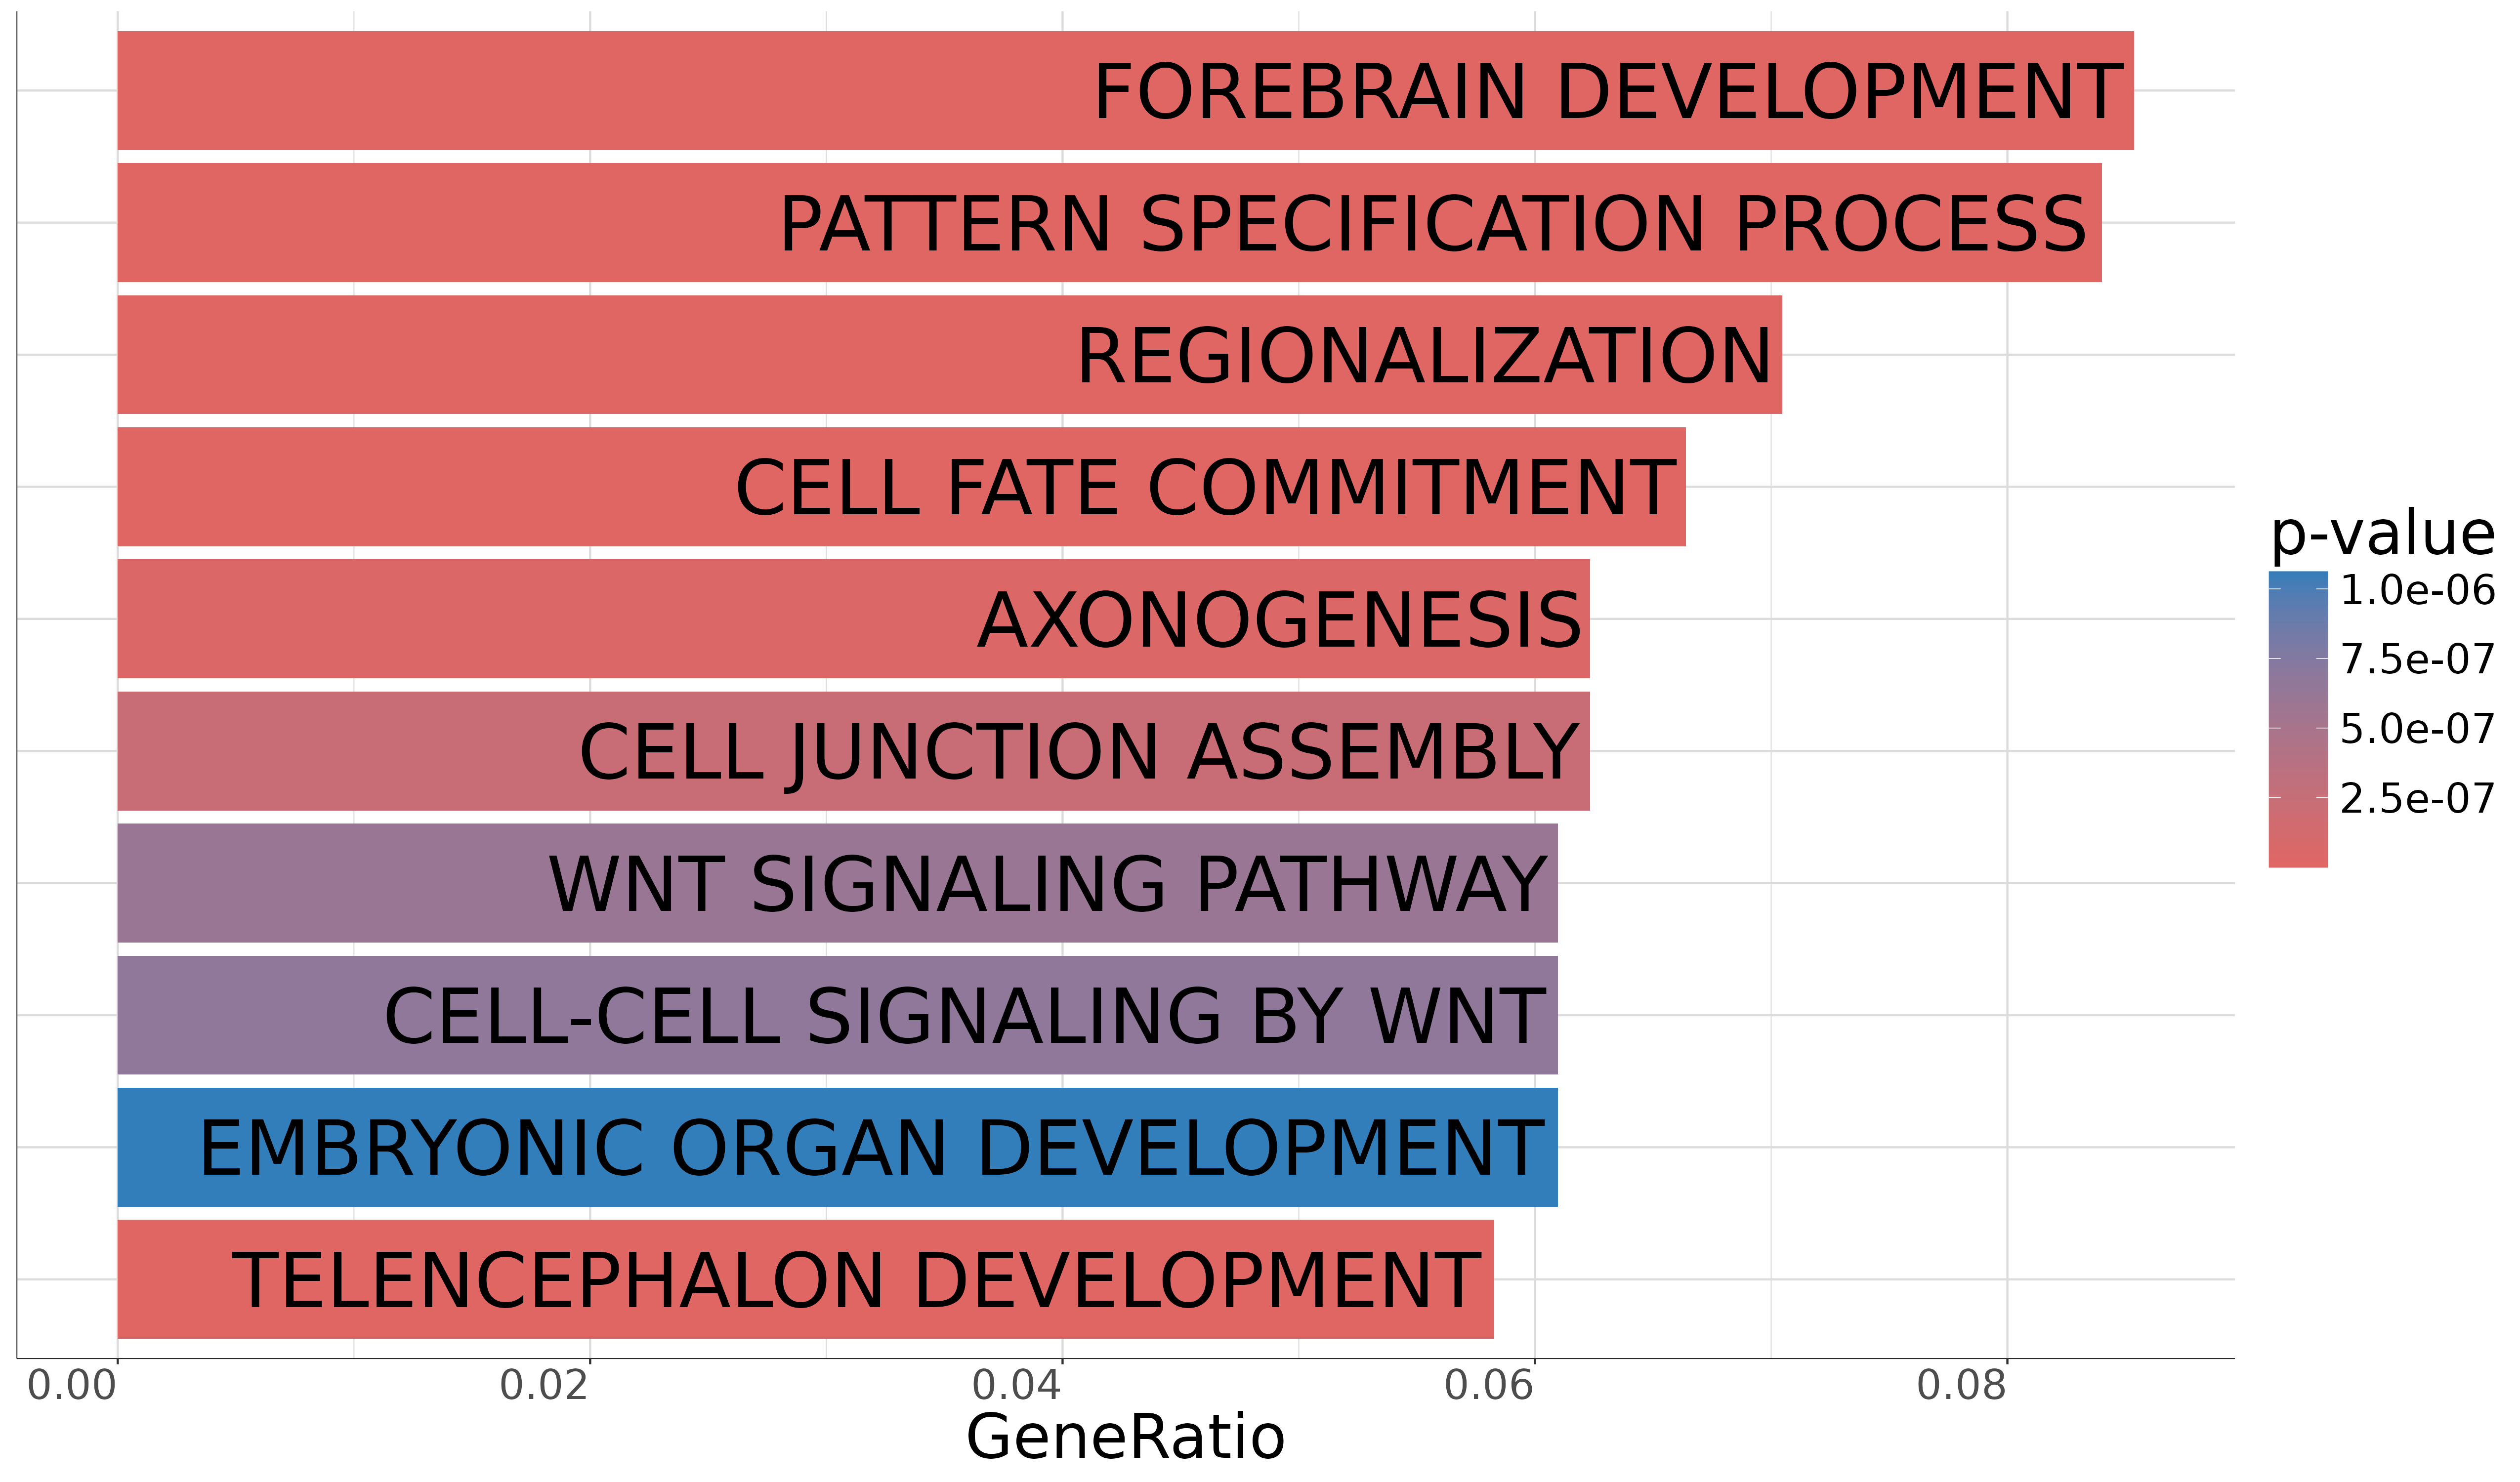 FOREBRAIN DEVELOPMENT
PATTERN SPECIFICATION PROCESS
REGIONALIZATION
CELL FATE COMMITMENT
AXONOGENESIS
CELL JUNCTION ASSEMBLY
WNT SIGNALING PATHWAY
CELL-CELL SIGNALING BY WNT
EMBRYONIC ORGAN DEVELOPMENT
TELENCEPHALON DEVELOPMENT
0.00 0.02 0.04 0.06 0.08
GeneRatio
p-value
1.0e-06
7.5e-07
5.0e-07
2.5e-07